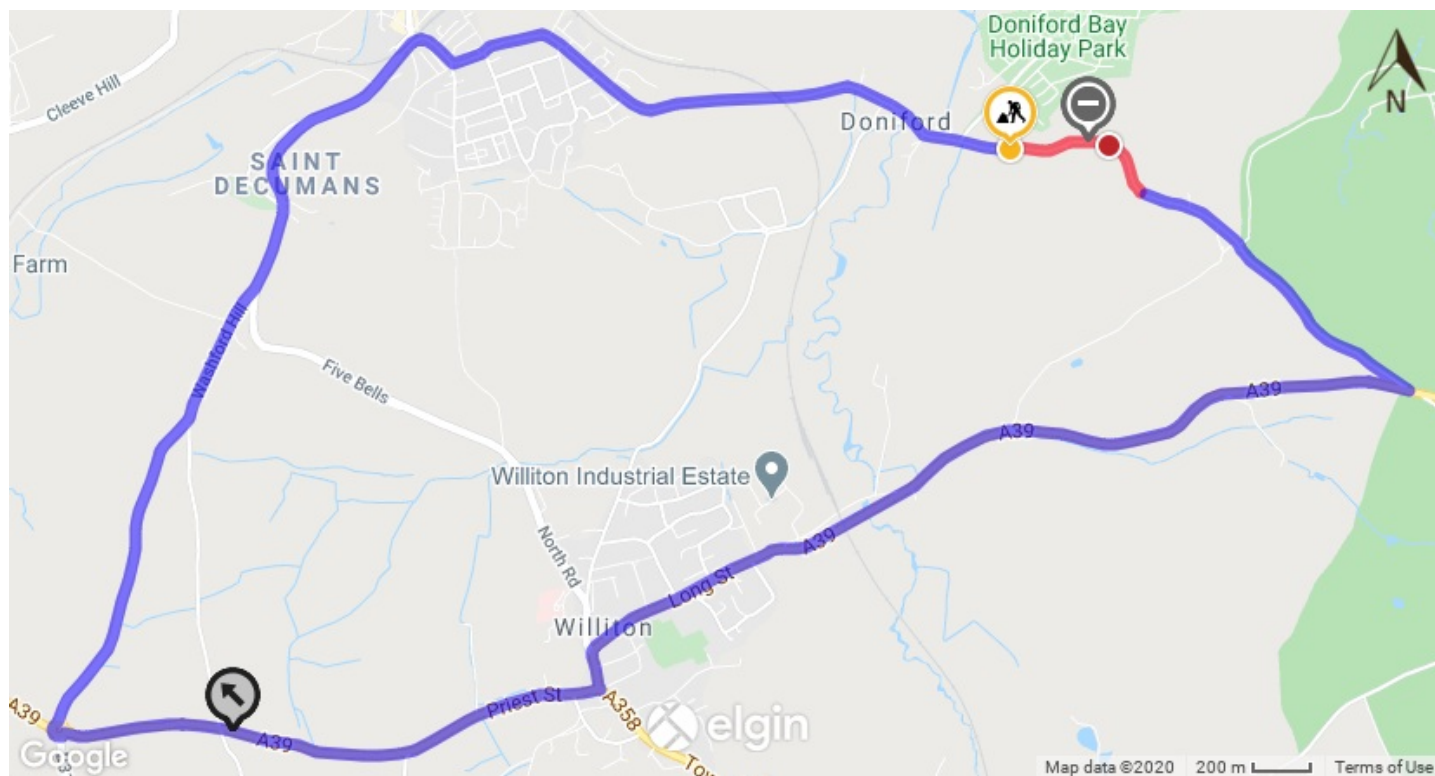 Doniford Bay
Holiday Park
N
Cleeve Hill
Doniford
SAINT
DECUMANS
Farm
Washford Hill
Five Bells
A39
A39
Williton Industrial Estate
North Rd
A39
Long St
Williton
Priest St
A39
A39
A358
elgin
Google
Map data ©2020
200 m
Terms of Use